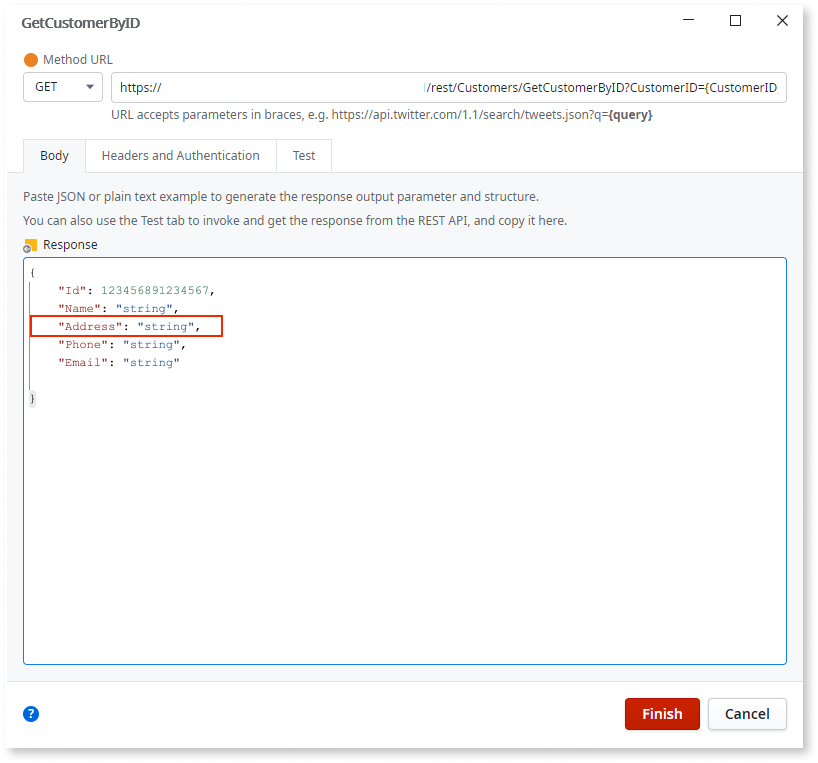 GetCustomerByID
Method URL
GET
https:// /rest/Customers/GetCustomerByID?CustomerID={CustomerID
URL accepts parameters in braces, e.g. https://api.twitter.com/1.1/search/tweets.json?q={query}
Body Headers and Authentication Test
Paste JSON or plain text example to generate the response output parameter and structure.
You can also use the Test tab to invoke and get the response from the REST API, and copy it here.
Response
{
"Id": 123456891234567,
"Name": "string",
"Address": "string",
"Phone": "string",
"Email": "string"
}
?
Finish Cancel